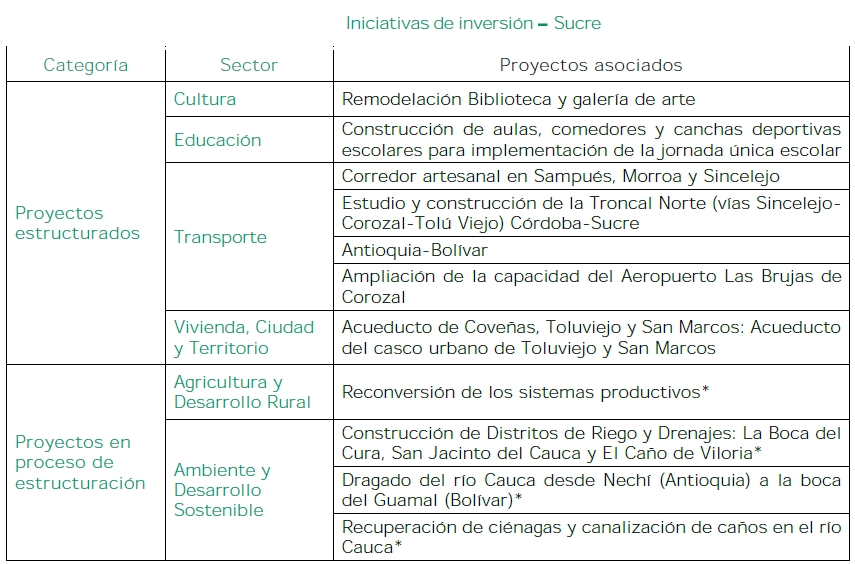 Iniciativas de inversión – Sucre
Categoría Sector Proyectos asociados
Proyectos
estructurados
Cultura
Remodelación Biblioteca y galería de arte
Educación
Construcción de aulas, comedores y canchas deportivas
escolares para implementación de la jornada única escolar
Transporte
Corredor artesanal en Sampués, Morroa y Sincelejo
Estudio y construcción de la Troncal Norte (vías Sincelejo-
Corozal-Tolú Viejo) Córdoba-Sucre
Antioquia-Bolívar
Ampliación de la capacidad del Aeropuerto Las Brujas de
Corozal
Vivienda, Ciudad
y Territorio
Acueducto de Coveñas, Toluviejo y San Marcos: Acueducto
del casco urbano de Toluviejo y San Marcos
Proyectos en
proceso de
estructuración
Agricultura y
Desarrollo Rural
Reconversión de los sistemas productivos*
Ambiente y
Desarrollo
Sostenible
Construcción de Distritos de Riego y Drenajes: La Boca del
Cura, San Jacinto del Cauca y El Caño de Viloria*
Dragado del río Cauca desde Nechí (Antioquia) a la boca
del Guamal (Bolívar)*
Recuperación de ciénagas y canalización de caños en el río
Cauca*